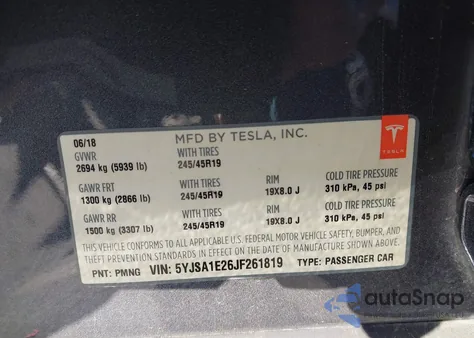 06/18 MFD BY TESLA, INC.
GVWR WITH TIRES
2694 kg (5939 lb) 245/45R19
TESLA
GAWR FRT WITH TIRES RIM COLD TIRE PRESSURE
1300 kg (2866 lb) 245/45R19 19X8.0 J 310 kPa, 45 psi
GAWR RR WITH TIRES RIM COLD TIRE PRESSURE
1500 kg (3307 lb) 245/45R19 19X8.0 J 310 kPa, 45 psi
THIS VEHICLE CONFORMS TO ALL APPLICABLE U.S. FEDERAL MOTOR VEHICLE SAFETY, BUMPER, AND
THEFT PREVENTION STANDARDS IN EFFECT ON THE DATE OF MANUFACTURE SHOWN ABOVE.
PNT: PMNG VIN: 5YJSA1E26JF261819 TYPE: PASSENGER CAR
autaSnap